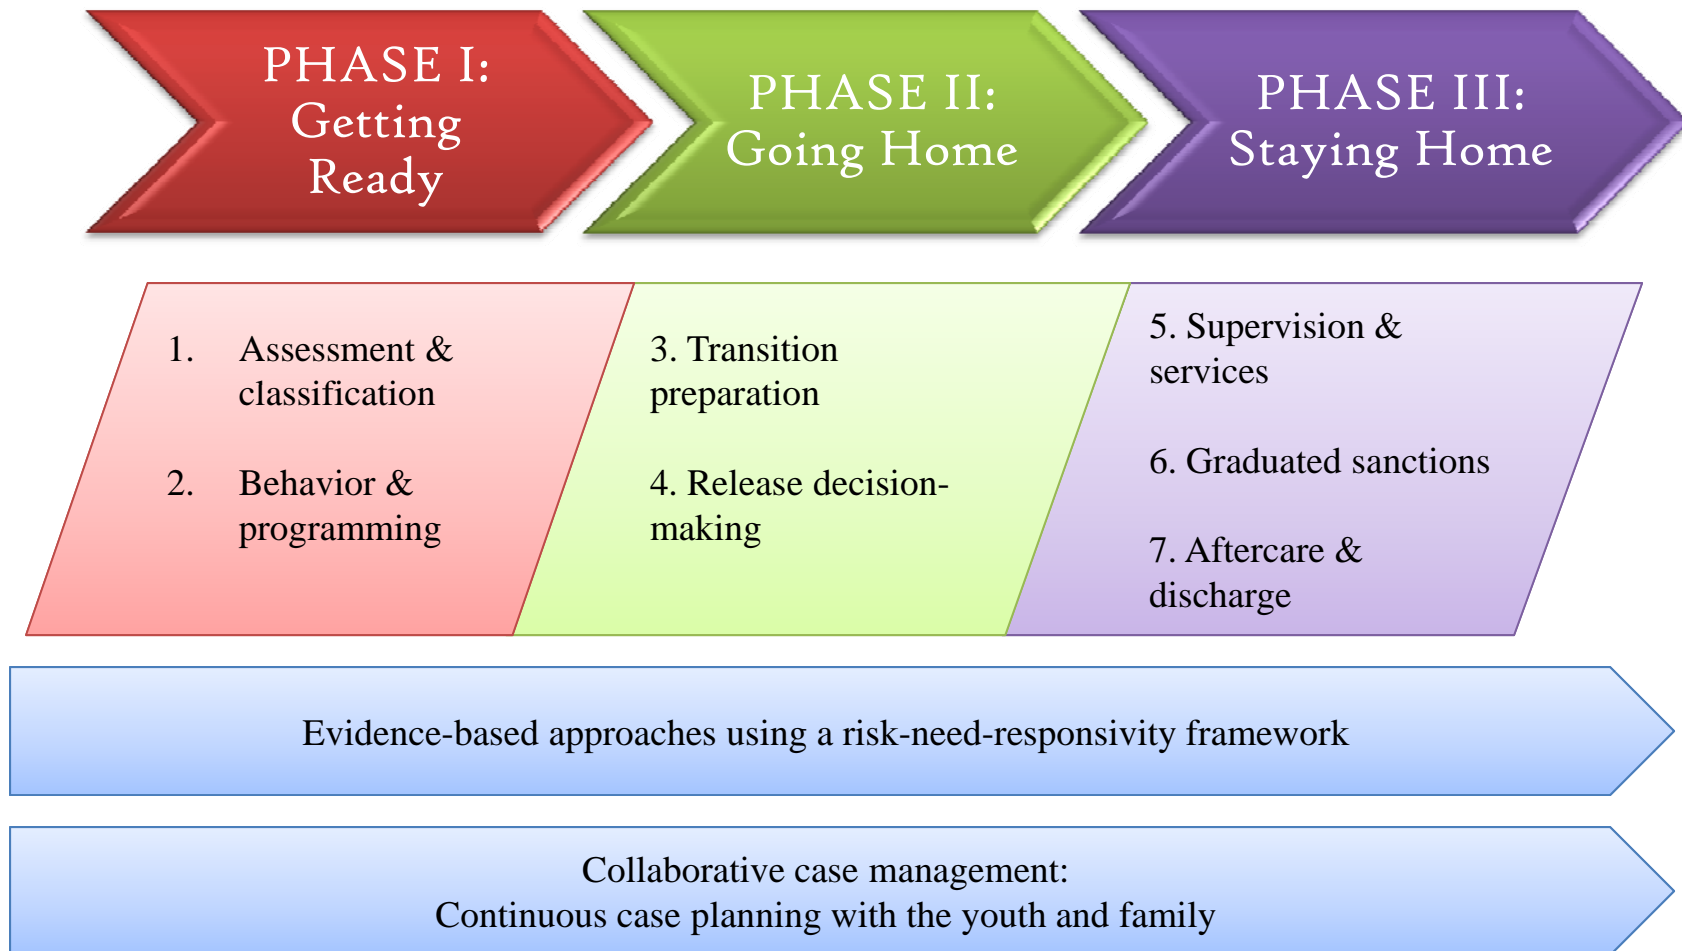 PHASE I:
Getting
Ready
PHASE II:
Going Home
PHASE III:
Staying Home
1. Assessment &
classification
2. Behavior &
programming
3. Transition
preparation
4. Release decision-
making
5. Supervision &
services
6. Graduated sanctions
7. Aftercare &
discharge
Evidence-based approaches using a risk-need-responsivity framework
Collaborative case management:
Continuous case planning with the youth and family